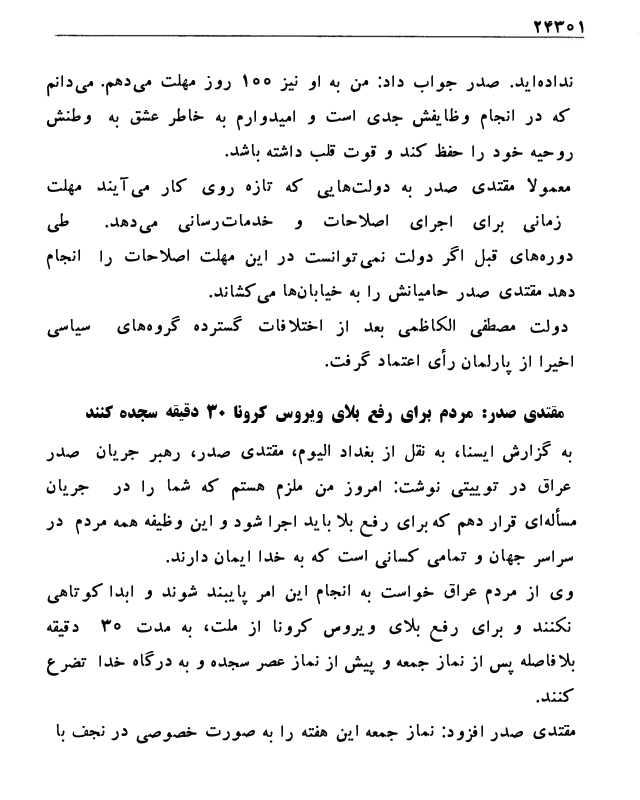 ۲۴۳۰۱
نداده‌اید. صدر جواب داد: من به او نیز ۱۰۰ روز مهلت می‌دهم. می‌دانم
که در انجام وظایفش جدی است و امیدوارم به خاطر عشق به وطنش
روحیه خود را حفظ کند و قوت قلب داشته باشد.
معمولا مقتدی صدر به دولت‌هایی که تازه روی کار می‌آیند مهلت
زمانی برای اجرای اصلاحات و خدمات‌رسانی می‌دهد. طی
دوره‌های قبل اگر دولت نمی‌توانست در این مهلت اصلاحات را انجام
دهد مقتدی صدر حامیانش را به خیابان‌ها می‌کشاند.
دولت مصطفی الکاظمی بعد از اختلافات گسترده گروه‌های سیاسی
اخیرا از پارلمان رأی اعتماد گرفت.
مقتدی صدر: مردم برای رفع بلای ویروس کرونا ۳۰ دقیقه سجده کنند
به گزارش ایسنا، به نقل از بغداد الیوم، مقتدی صدر، رهبر جریان صدر
عراق در توییتی نوشت: امروز من ملزم هستم که شما را در جریان
مسأله‌ای قرار دهم که برای رفع بلا باید اجرا شود و این وظیفه همه مردم در
سراسر جهان و تمامی کسانی است که به خدا ایمان دارند.
وی از مردم عراق خواست به انجام این امر پایبند شوند و ابدا کوتاهی
نکنند و برای رفع بلای ویروس کرونا از ملت، به مدت ۳۰ دقیقه
بلافاصله پس از نماز جمعه و پیش از نماز عصر سجده و به درگاه خدا تضرع
کنند.
مقتدی صدر افزود: نماز جمعه این هفته را به صورت خصوصی در نجف با